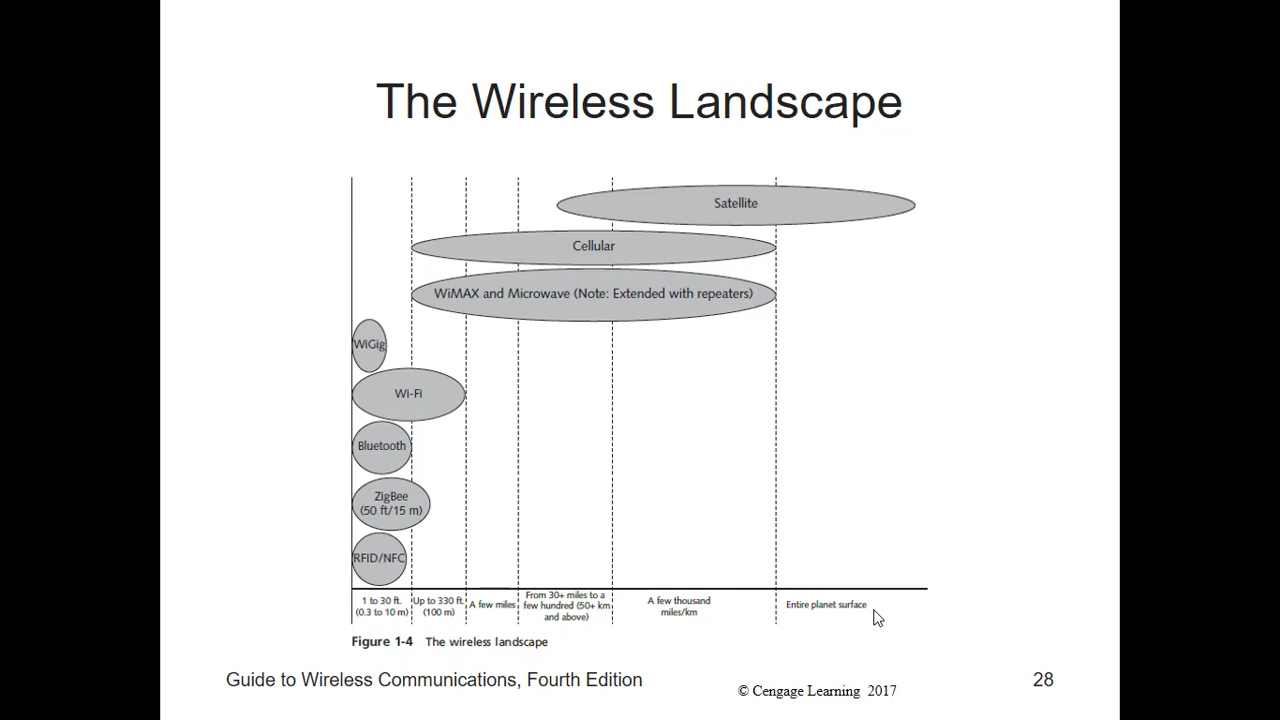 The Wireless Landscape
Satellite
Cellular
WiMAX and Microwave (Note: Extended with repeaters)
WiGig
Wi-Fi
Bluetooth
ZigBee
(50 ft/15 m)
RFID/NFC
1 to 30 ft.
(0.3 to 10 m)
Up to 330 ft.
(100 m)
A few miles
From 30+ miles to a
few hundred (50+ km
and above)
A few thousand
miles/km
Entire planet surface
Figure 1-4 The wireless landscape
Guide to Wireless Communications, Fourth Edition
© Cengage Learning 2017
28